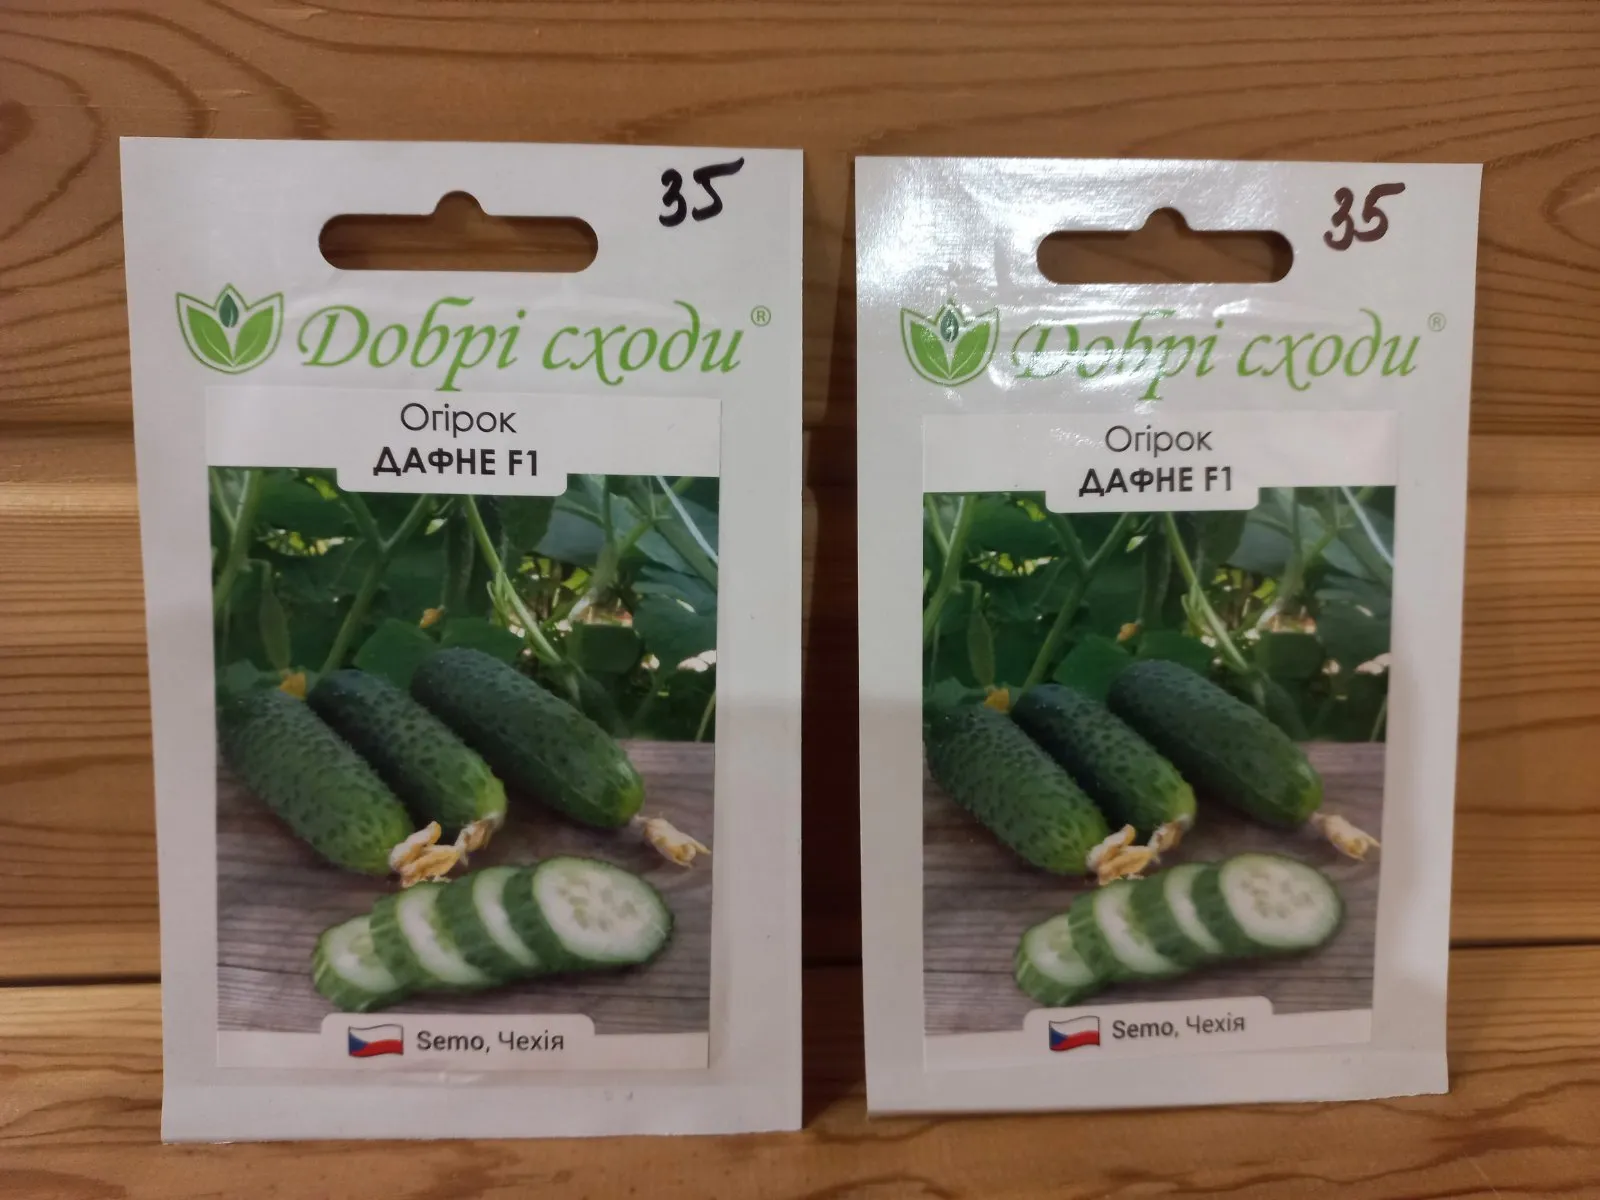 35
Добрі сходи®
Огірок
ДАФНЕ F1
Semo, Чехія
35
Добрі сходи®
Огірок
ДАФНЕ F1
Semo, Чехія